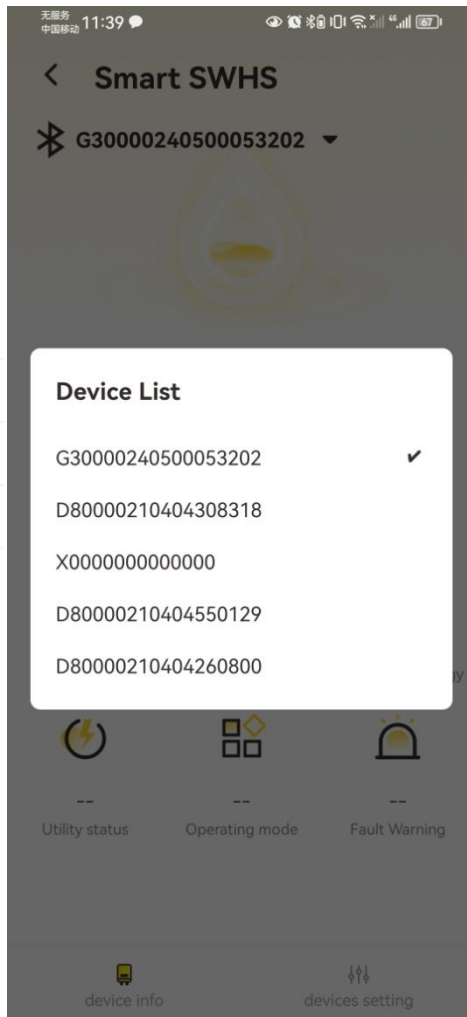 无服务
中国移动 11:39 67
Smart SWHS
G30000240500053202
Device List
G30000240500053202
D80000210404308318
X0000000000000
D80000210404550129
D80000210404260800
-- -- --
Utility status Operating mode Fault Warning
device info devices setting